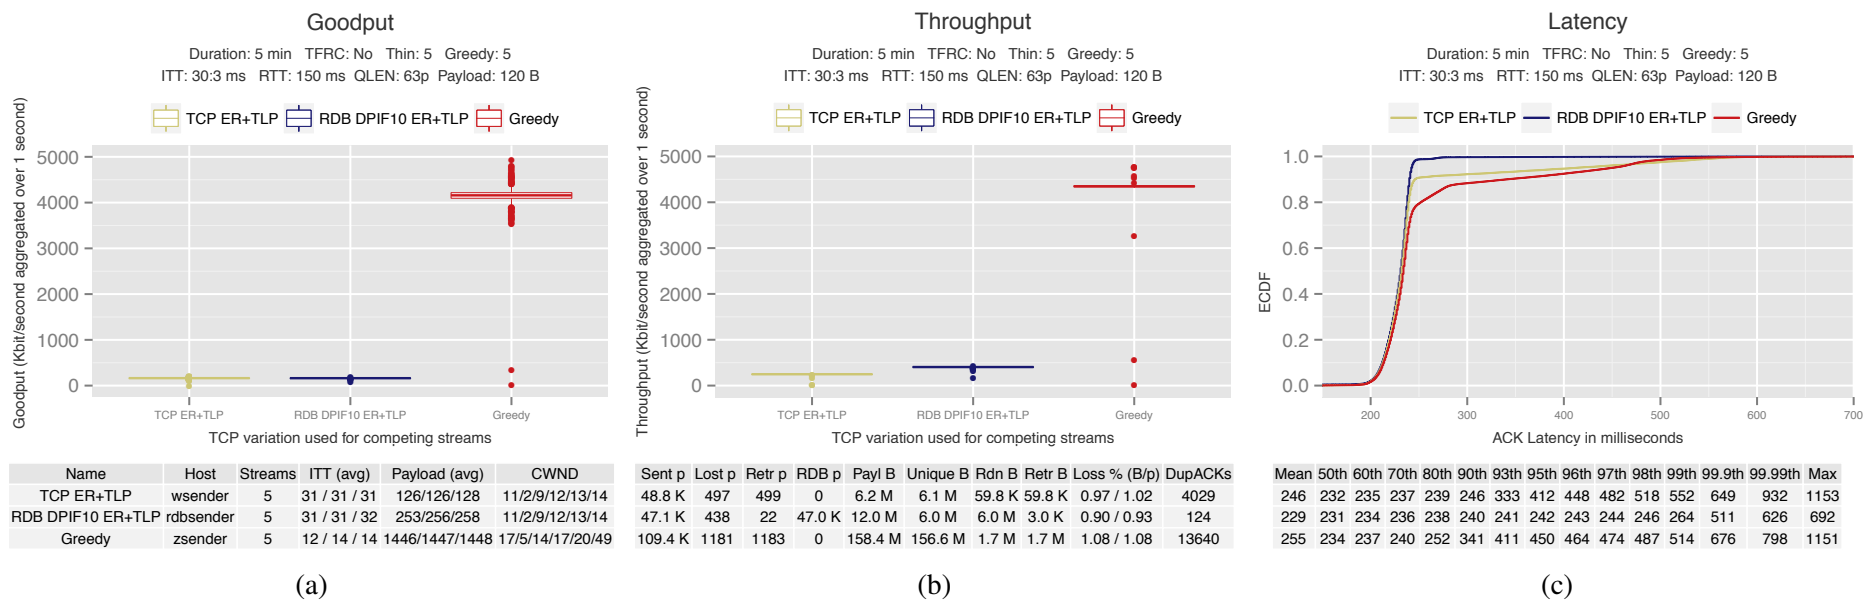 Goodput
Duration: 5 min TFRC: No Thin: 5 Greedy: 5
ITT: 30:3 ms RTT: 150 ms QLEN: 63p Payload: 120 B
TCP ER+TLP RDB DPIF10 ER+TLP Greedy
Goodput (Kbit/second aggregated over 1 second)
5000
4000
3000
2000
1000
0
TCP ER+TLP RDB DPIF10 ER+TLP Greedy
TCP variation used for competing streams
Name Host Streams ITT (avg) Payload (avg) CWND
TCP ER+TLP wsender 5 31 / 31 / 31 126/126/128 11/2/9/12/13/14
RDB DPIF10 ER+TLP rdbsender 5 31 / 31 / 32 253/256/258 11/2/9/12/13/14
Greedy zsender 5 12 / 14 / 14 1446/1447/1448 17/5/14/17/20/49
(a)
Throughput
Duration: 5 min TFRC: No Thin: 5 Greedy: 5
ITT: 30:3 ms RTT: 150 ms QLEN: 63p Payload: 120 B
TCP ER+TLP RDB DPIF10 ER+TLP Greedy
Throughput (Kbit/second aggregated over 1 second)
5000
4000
3000
2000
1000
0
TCP ER+TLP RDB DPIF10 ER+TLP Greedy
TCP variation used for competing streams
Sent p Lost p Retr p RDB p Payl B Unique B Rdn B Retr B Loss % (B/p) DupACKs
48.8 K 497 499 0 6.2 M 6.1 M 59.8 K 59.8 K 0.97 / 1.02 4029
47.1 K 438 22 47.0 K 12.0 M 6.0 M 6.0 M 3.0 K 0.90 / 0.93 124
109.4 K 1181 1183 0 158.4 M 156.6 M 1.7 M 1.7 M 1.08 / 1.08 13640
(b)
Latency
Duration: 5 min TFRC: No Thin: 5 Greedy: 5
ITT: 30:3 ms RTT: 150 ms QLEN: 63p Payload: 120 B
TCP ER+TLP RDB DPIF10 ER+TLP Greedy
ECDF
1.0
0.8
0.6
0.4
0.2
0.0
200 300 400 500 600 700
ACK Latency in milliseconds
Mean 50th 60th 70th 80th 90th 93th 95th 96th 97th 98th 99th 99.9th 99.99th Max
246 232 235 237 239 246 333 412 448 482 518 552 649 932 1153
229 231 234 236 238 240 241 242 243 244 246 264 511 626 692
255 234 237 240 252 341 411 450 464 474 487 514 676 798 1151
(c)